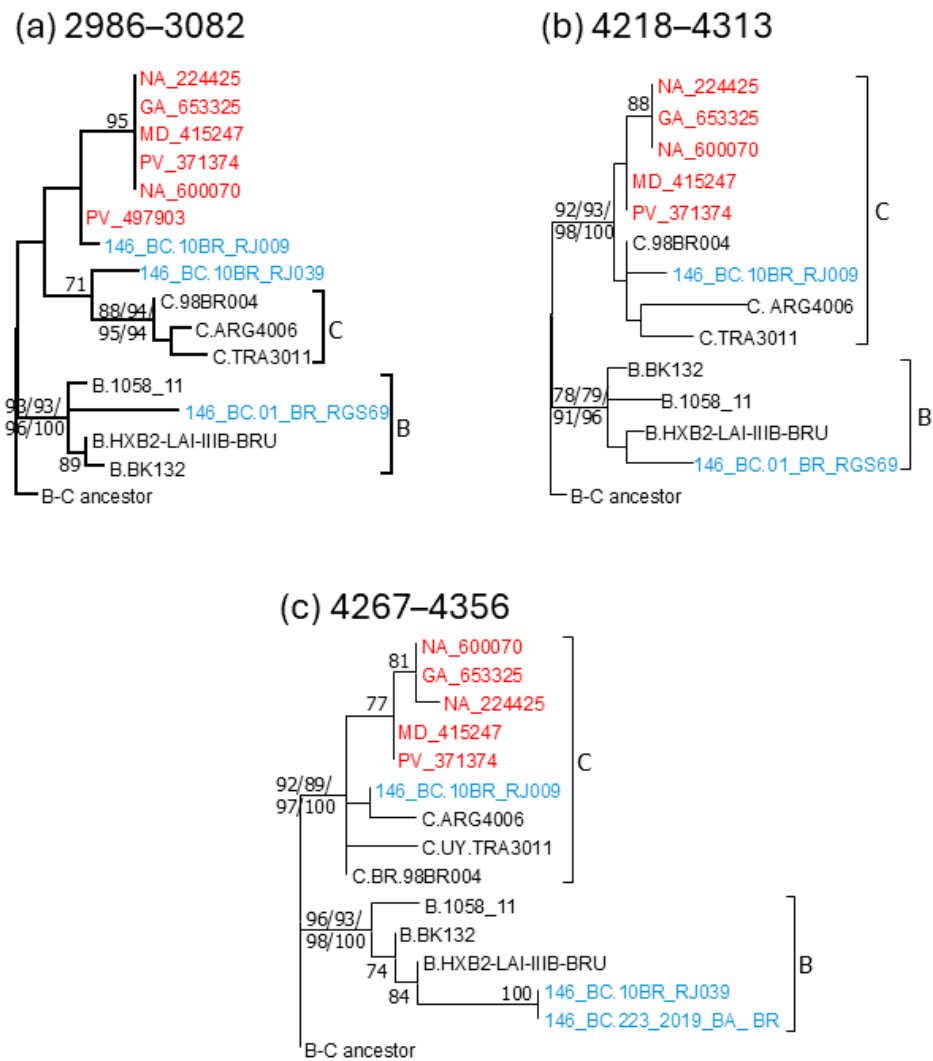 (a) 2986–3082
NA_224425
95
GA_653325
MD_415247
PV_371374
NA_600070
PV_497903
146_BC.10BR_RJ009
146_BC.10BR_RJ039
71
C.98BR004
88/94/
95/94
C.ARG4006
C
C.TRA3011
B.1058_11
93/93/
96/100
146_BC.01_BR_RGS69
B
B.HXB2-LAI-IIIB-BRU
89
B.BK132
B-C ancestor
(b) 4218–4313
NA_224425
88
GA_653325
NA_600070
MD_415247
PV_371374
C
92/93/
98/100
C.98BR004
146_BC.10BR_RJ009
C. ARG4006
C.TRA3011
B.BK132
78/79/
91/96
B.1058_11
B
B.HXB2-LAI-IIIB-BRU
146_BC.01_BR_RGS69
B-C ancestor
(c) 4267–4356
NA_600070
81
GA_653325
77
NA_224425
MD_415247
PV_371374
C
92/89/
97/100
146_BC.10BR_RJ009
C.ARG4006
C.UY.TRA3011
C.BR.98BR004
B.1058_11
96/93/
98/100
B.BK132
74
B.HXB2-LAI-IIIB-BRU
B
84
100
146_BC.10BR_RJ039
146_BC.223_2019_BA_ BR
B-C ancestor